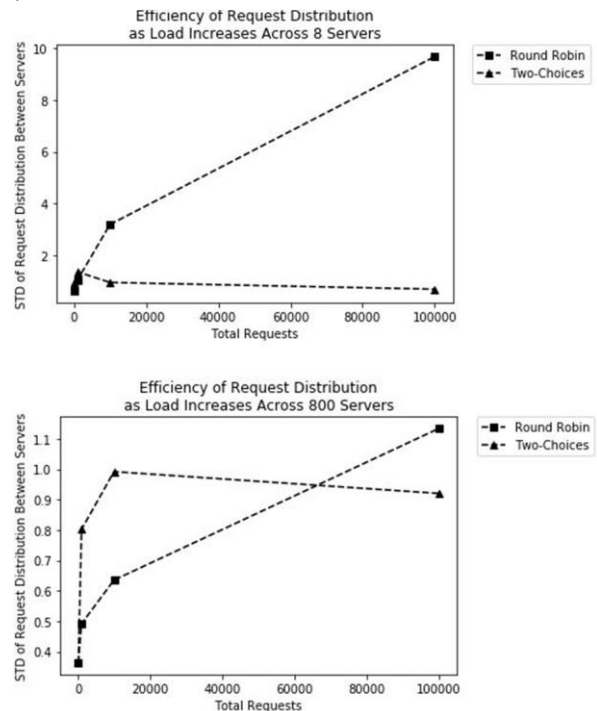 Efficiency of Request Distribution
as Load Increases Across 8 Servers
STD of Request Distribution Between Servers
10
8
6
4
2
0
20000
40000
60000
80000
100000
Total Requests
Round Robin
Two-Choices
Efficiency of Request Distribution
as Load Increases Across 800 Servers
STD of Request Distribution Between Servers
1.1
1.0
0.9
0.8
0.7
0.6
0.5
0.4
0
20000
40000
60000
80000
100000
Total Requests
Round Robin
Two-Choices